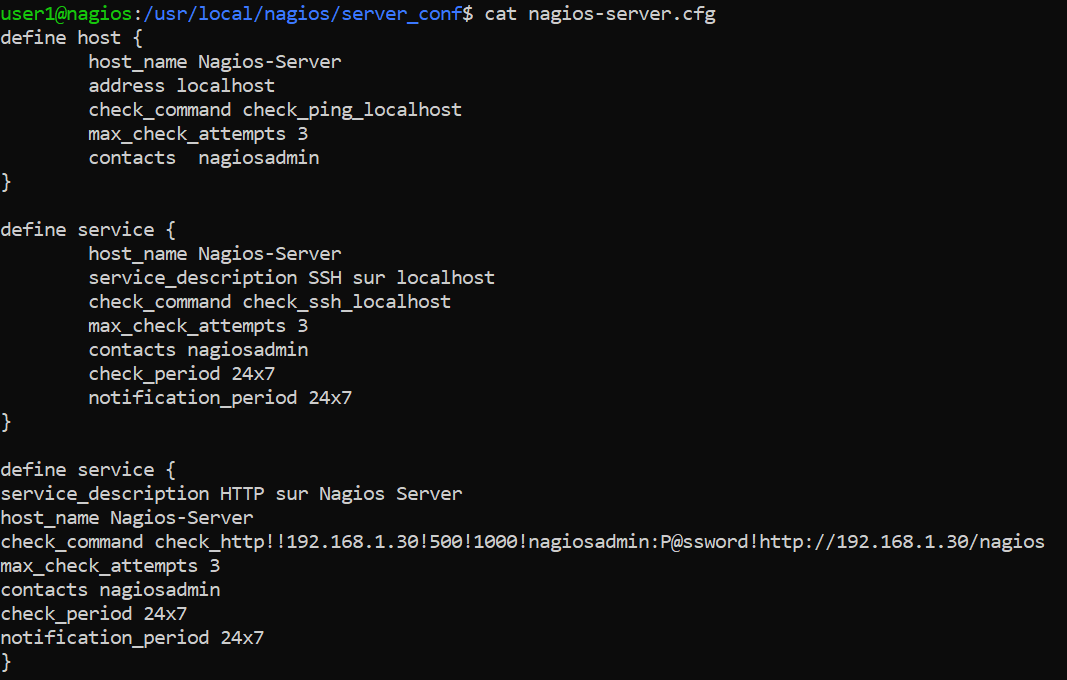 user1@nagios:/usr/local/nagios/server_conf$ cat nagios-server.cfg
define host {
        host_name Nagios-Server
        address localhost
        check_command check_ping_localhost
        max_check_attempts 3
        contacts  nagiosadmin
}

define service {
        host_name Nagios-Server
        service_description SSH sur localhost
        check_command check_ssh_localhost
        max_check_attempts 3
        contacts nagiosadmin
        check_period 24x7
        notification_period 24x7
}

define service {
service_description HTTP sur Nagios Server
host_name Nagios-Server
check_command check_http!!192.168.1.30!500!1000!nagiosadmin:P@ssword!http://192.168.1.30/nagios
max_check_attempts 3
contacts nagiosadmin
check_period 24x7
notification_period 24x7
}